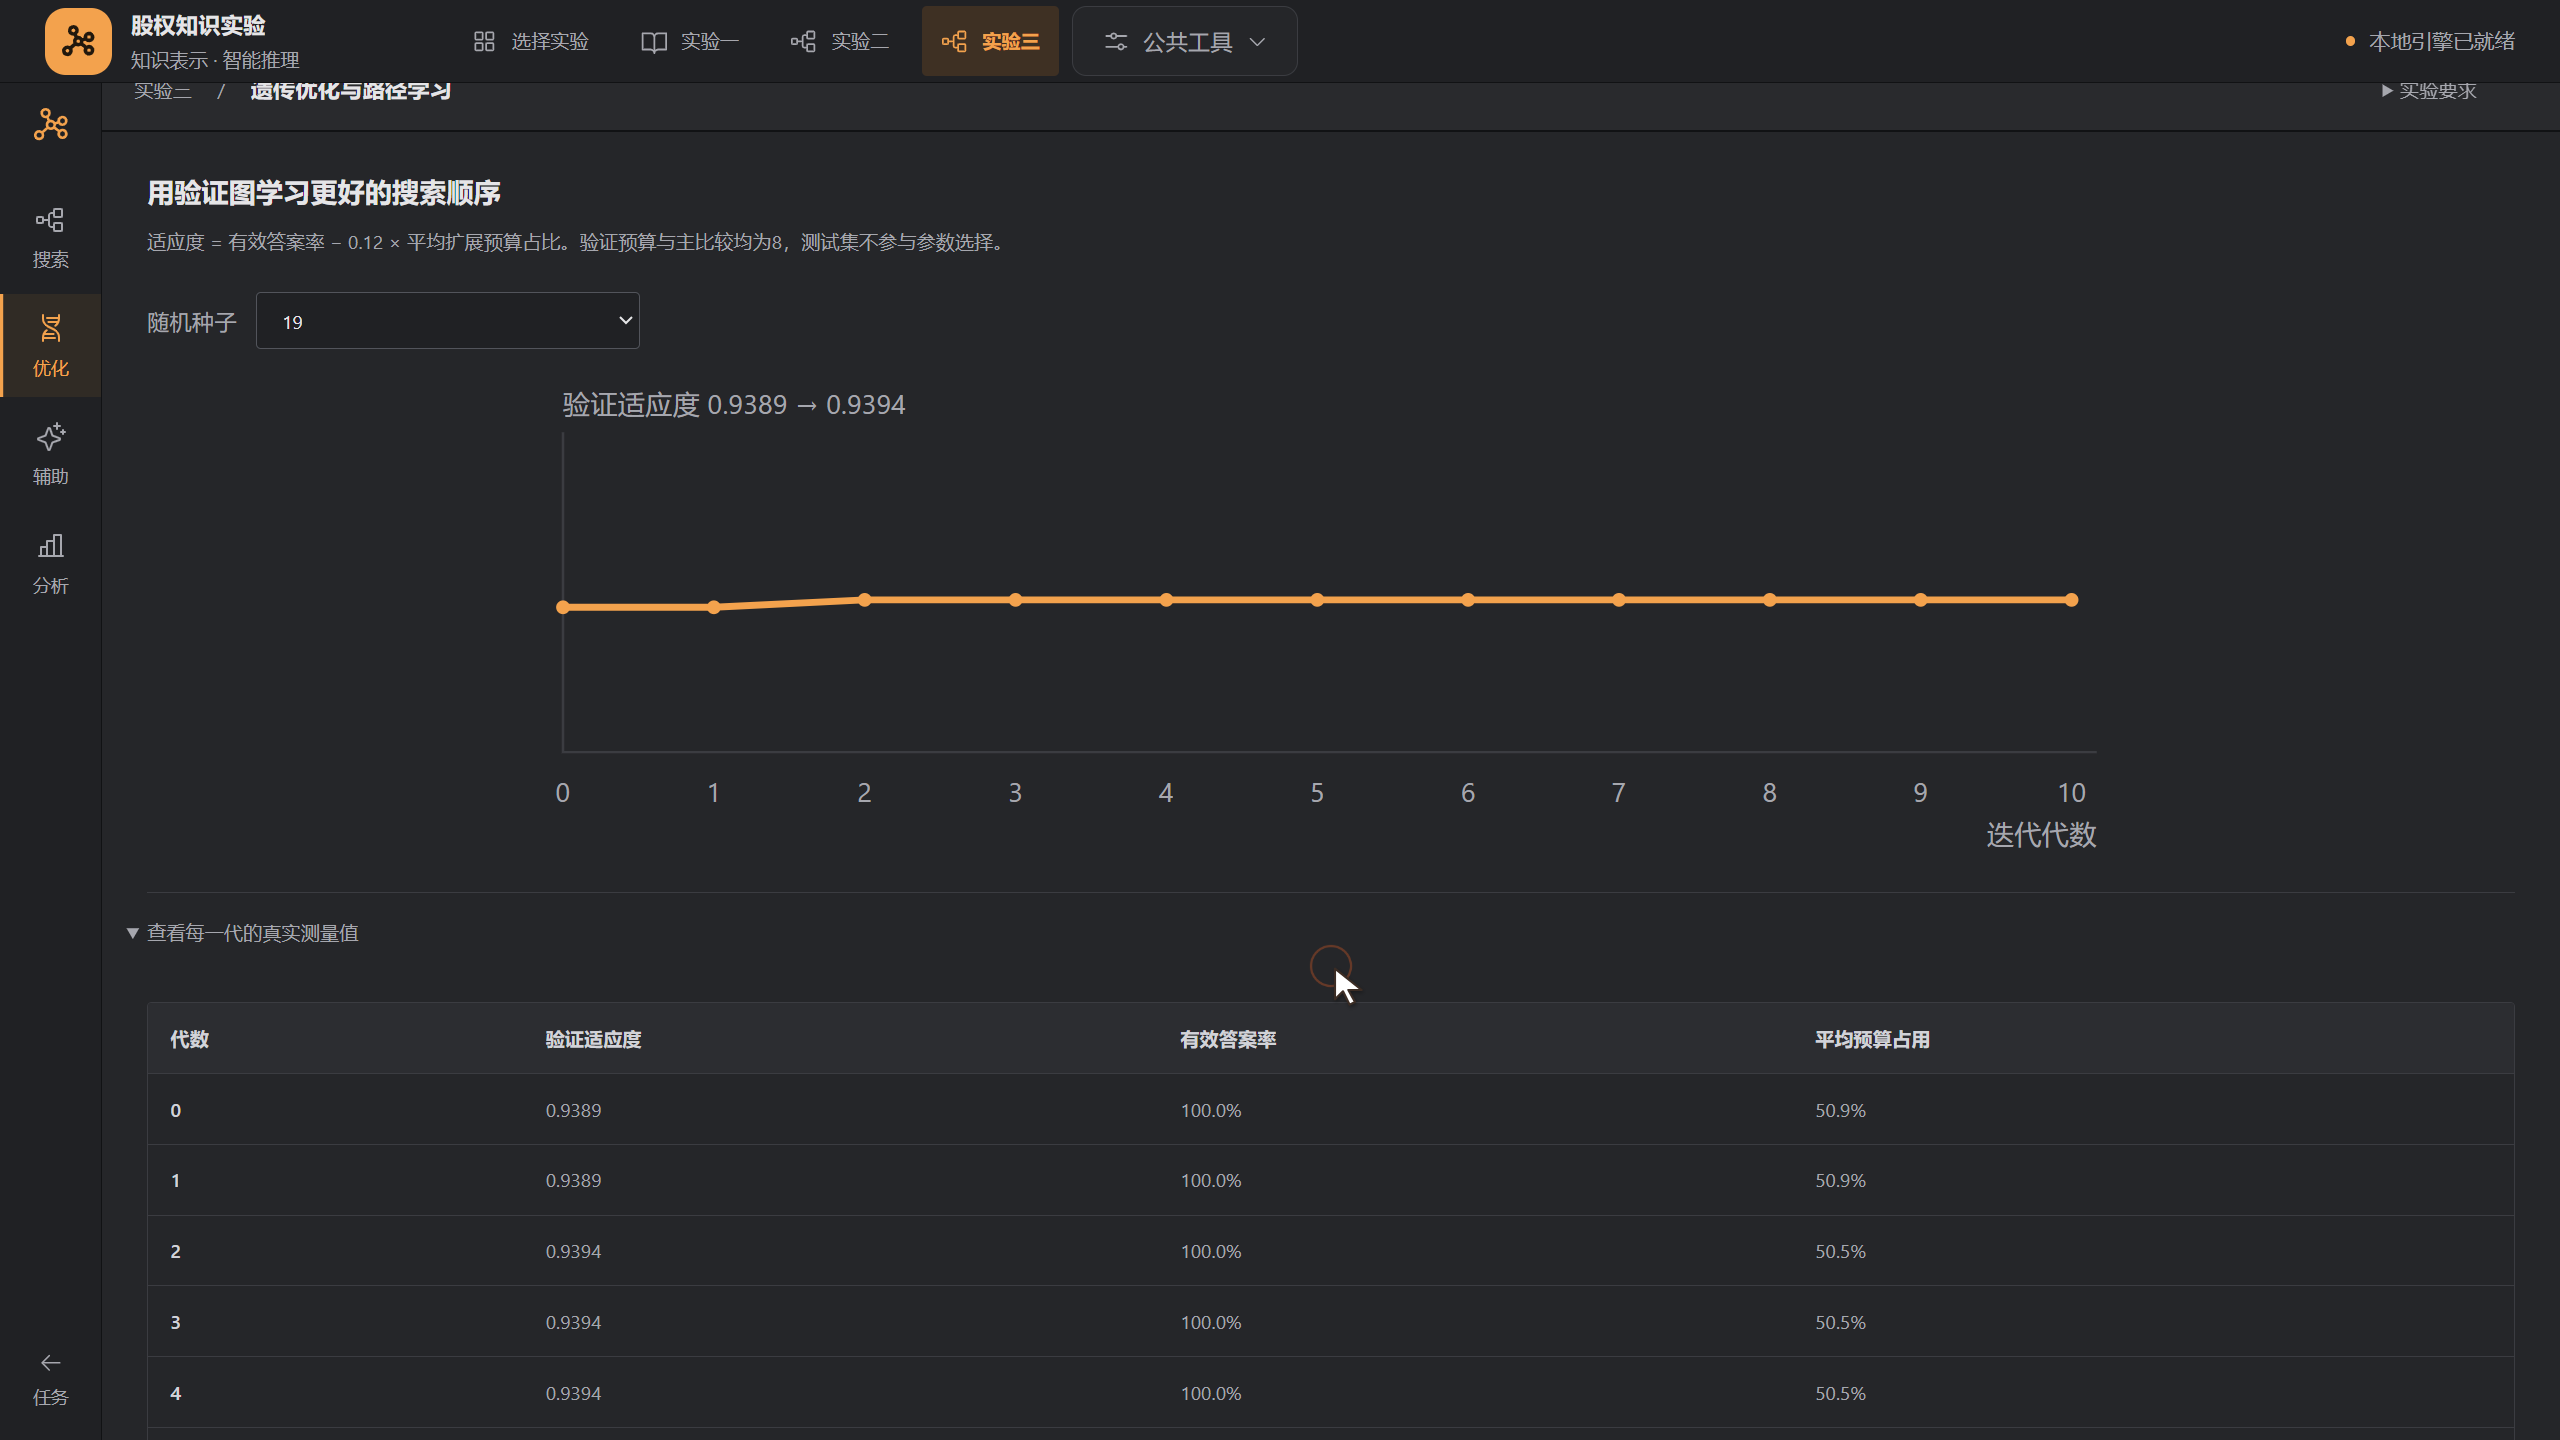 股权知识实验
知识表示 · 智能推理
选择实验
实验一
实验二
实验三
公共工具
本地引擎已就绪
实验三 / 遗传优化与路径学习
▶ 实验要求
搜索
优化
辅助
分析
任务
用验证图学习更好的搜索顺序
适应度 = 有效答案率 − 0.12 × 平均扩展预算占比。验证预算与主比较均为8，测试集不参与参数选择。
随机种子 19
验证适应度 0.9389 → 0.9394
0 1 2 3 4 5 6 7 8 9 10
迭代代数
▼ 查看每一代的真实测量值
代数 验证适应度 有效答案率 平均预算占用
0 0.9389 100.0% 50.9%
1 0.9389 100.0% 50.9%
2 0.9394 100.0% 50.5%
3 0.9394 100.0% 50.5%
4 0.9394 100.0% 50.5%